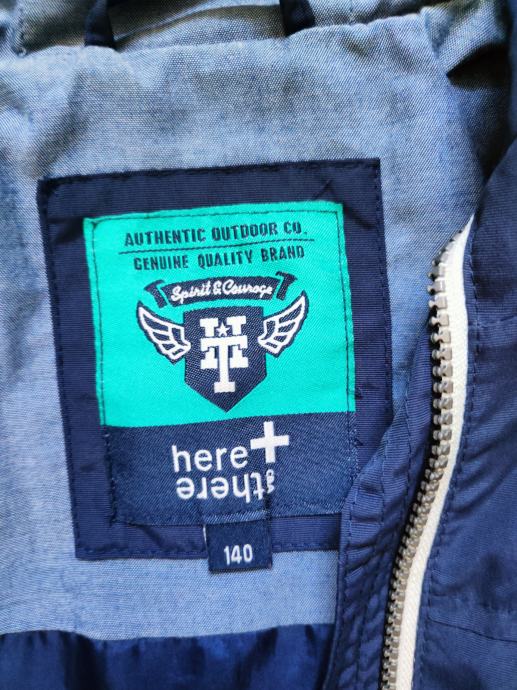 AUTHENTIC OUTDOOR CO.
GENUINE QUALITY BRAND
Spirit & Courage
HT
here+
there
140